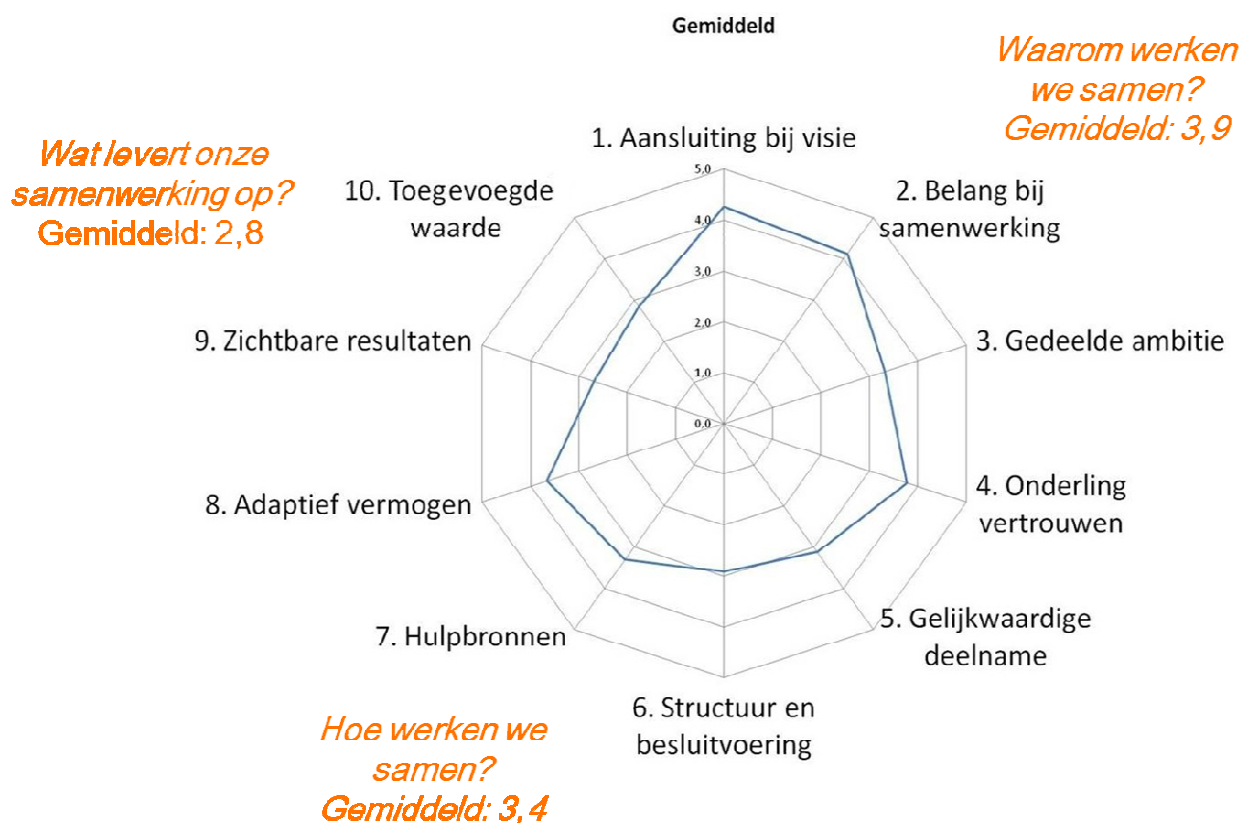 Gemiddeld
Waarom werken
we samen?
Gemiddeld: 3,9
Wat levert onze
samenwerking op?
Gemiddeld: 2,8
1. Aansluiting bij visie
2. Belang bij
samenwerking
3. Gedeelde ambitie
4. Onderling
vertrouwen
5. Gelijkwaardige
deelname
6. Structuur en
besluitvoering
7. Hulpbronnen
8. Adaptief vermogen
9. Zichtbare resultaten
10. Toegevoegde
waarde
5,0
4,0
3,0
2,0
1,0
0,0
Hoe werken we
samen?
Gemiddeld: 3,4